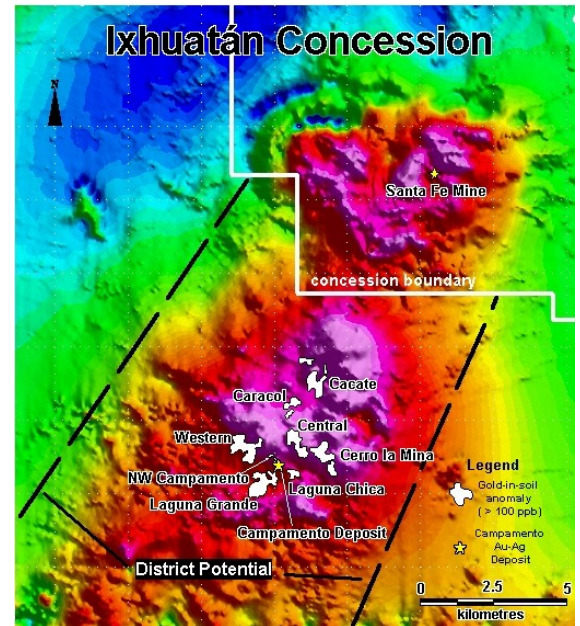 Ixhuatán Concession
N
Santa Fe Mine
concession boundary
Cacate
Caracol
Central
Western
Cerro la Mina
NW Campamento
Laguna Chica
Laguna Grande
Campamento Deposit
Legend
Gold-in-soil
anomaly
( > 100 ppb)
Campamento
Au-Ag
Deposit
District Potential
0 2.5 5
kilometres